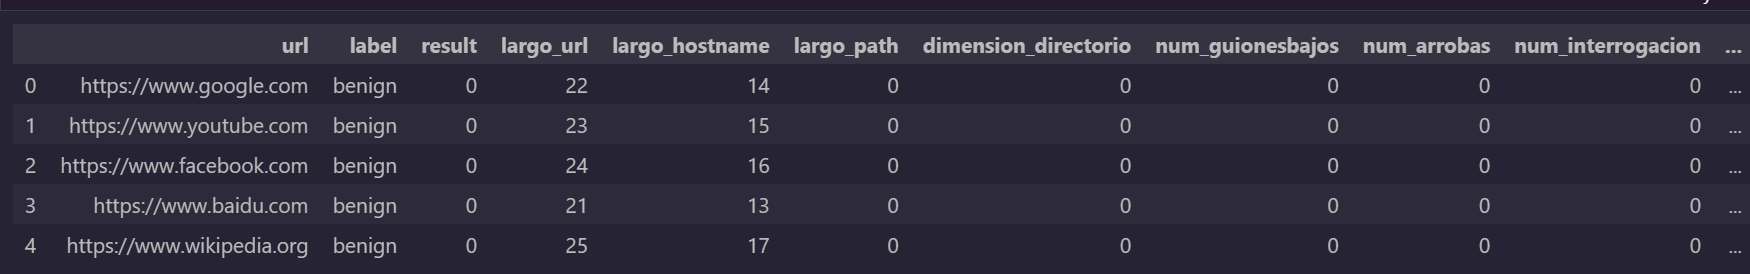 url label result largo_url largo_hostname largo_path dimension_directorio num_guionesbajos num_arrobas num_interrogacion ...
0 https://www.google.com benign 0 22 14 0 0 0 0 0 ...
1 https://www.youtube.com benign 0 23 15 0 0 0 0 0 ...
2 https://www.facebook.com benign 0 24 16 0 0 0 0 0 ...
3 https://www.baidu.com benign 0 21 13 0 0 0 0 0 ...
4 https://www.wikipedia.org benign 0 25 17 0 0 0 0 0 ...